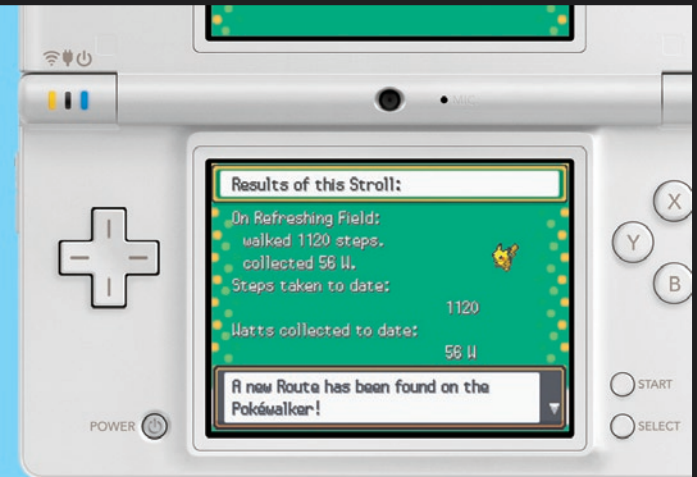 MIC
Results of this Stroll:
On Refreshing Field:
walked 1120 steps.
collected 56 W.
Steps taken to date:
1120
Watts collected to date:
56 W
A new Route has been found on the
Pokéwalker!
X
Y
B
START
SELECT
POWER